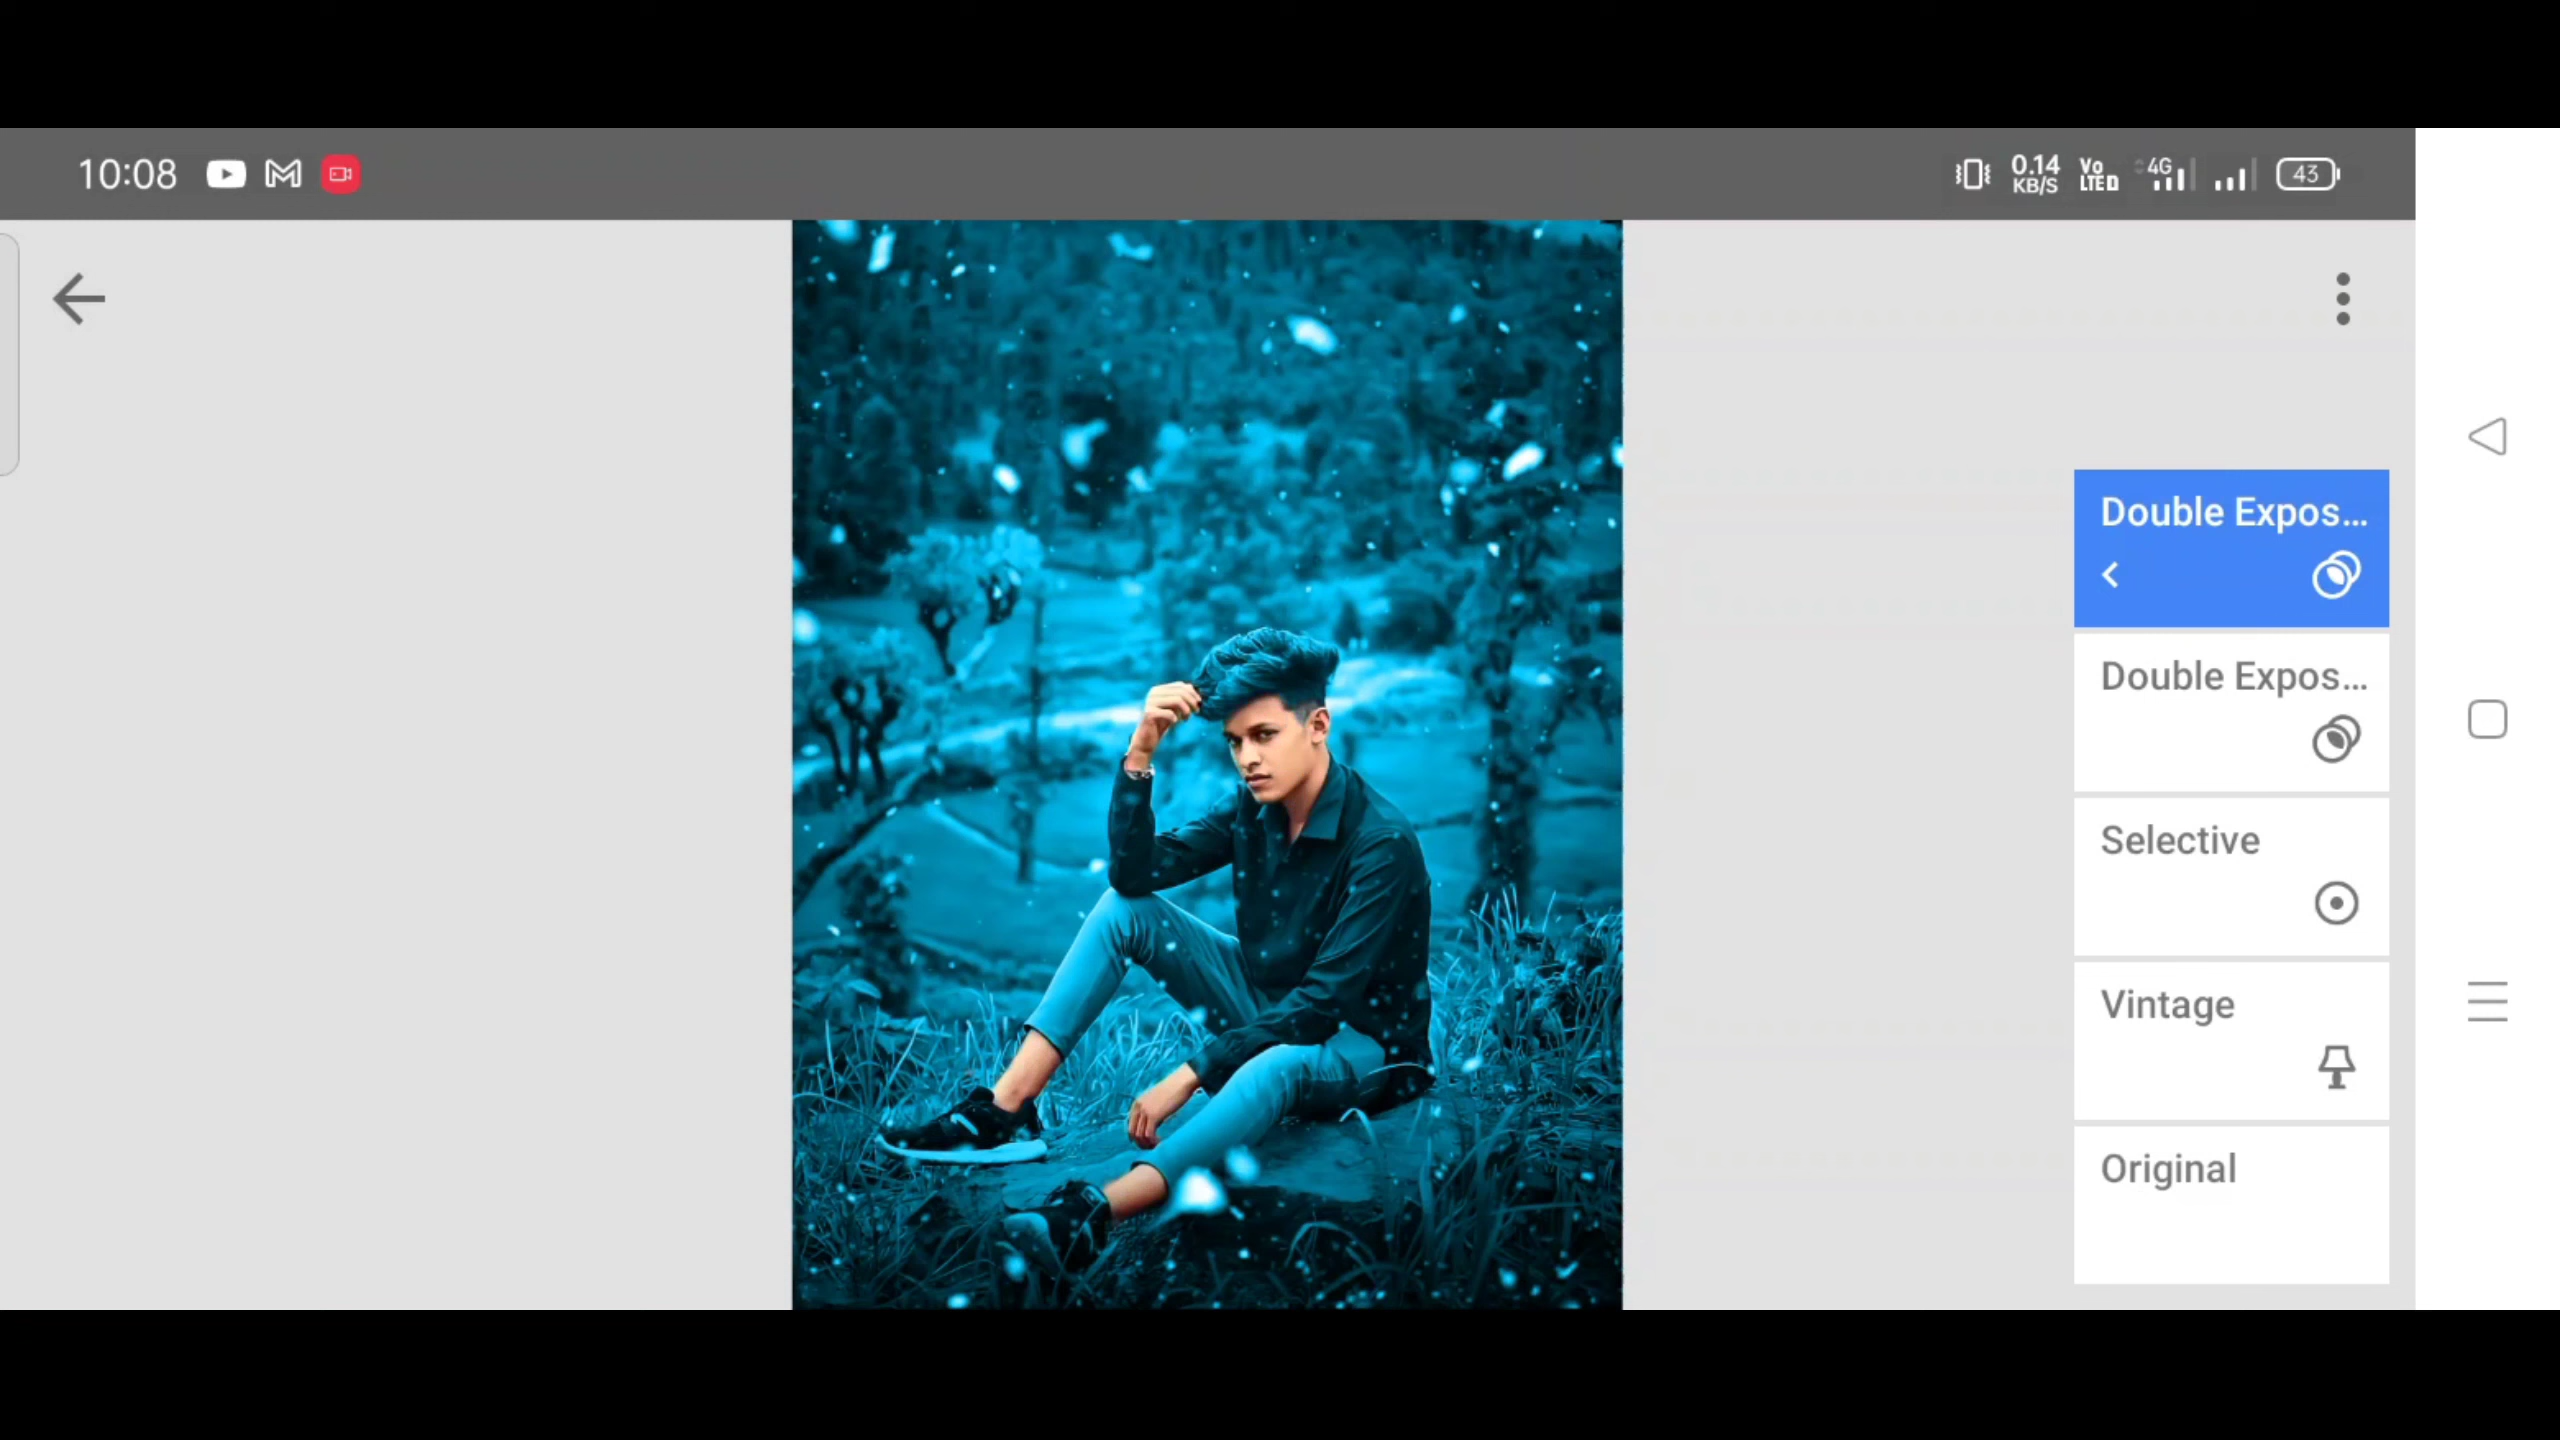 10:08
0.14
KB/S
Vo
LTE D
4G
43
Double Expos...
Double Expos...
Selective
Vintage
Original